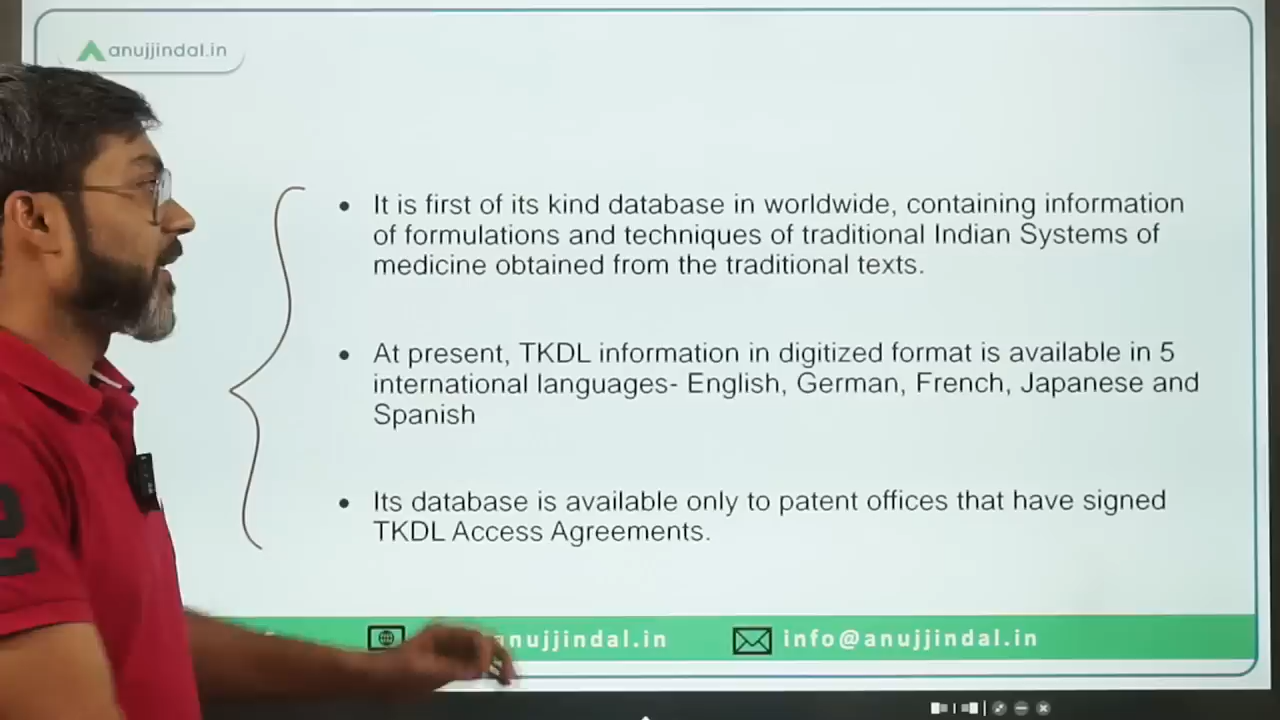 anujjindal.in
It is first of its kind database in worldwide, containing information
of formulations and techniques of traditional Indian Systems of
medicine obtained from the traditional texts.
At present, TKDL information in digitized format is available in 5
international languages- English, German, French, Japanese and
Spanish
Its database is available only to patent offices that have signed
TKDL Access Agreements.
anujjindal.in
info@anujjindal.in